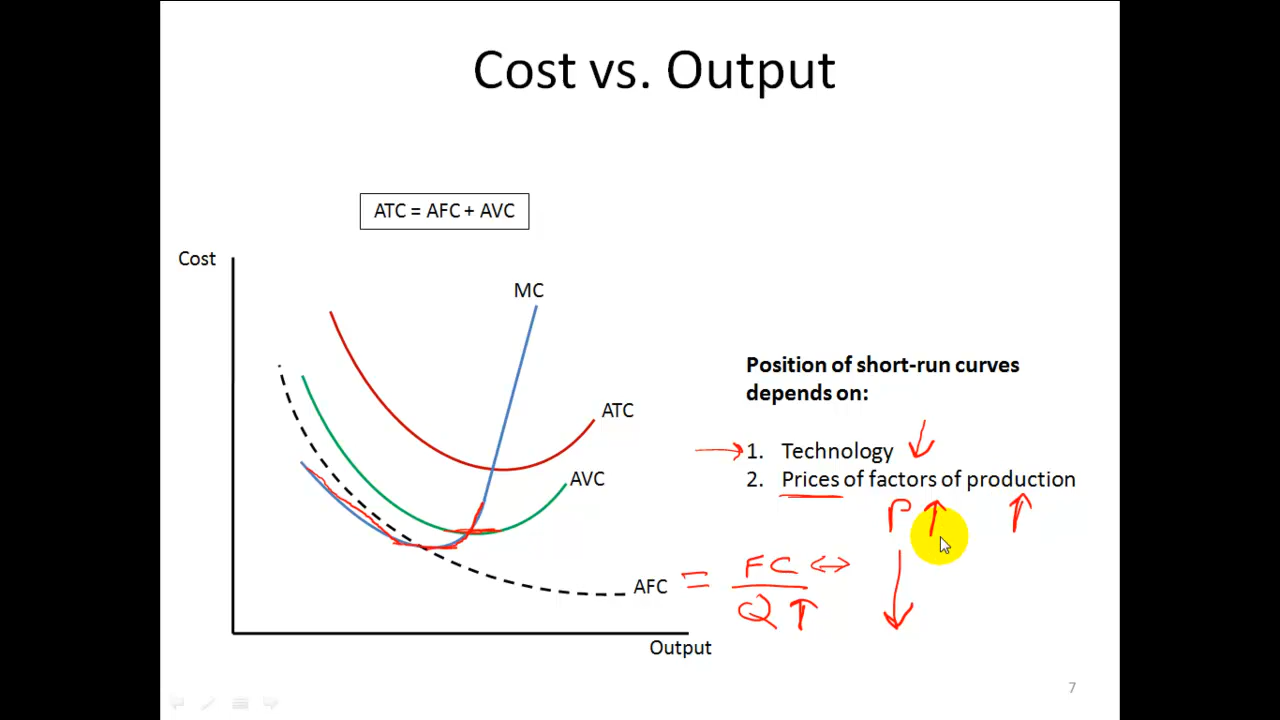 Cost vs. Output
ATC = AFC + AVC
Cost
MC
ATC
AVC
AFC
Output
Position of short-run curves
depends on:
→ 1. Technology ↓
2. Prices of factors of production
P ↑ ↑
= FC ↔
Q ↑ ↓
7